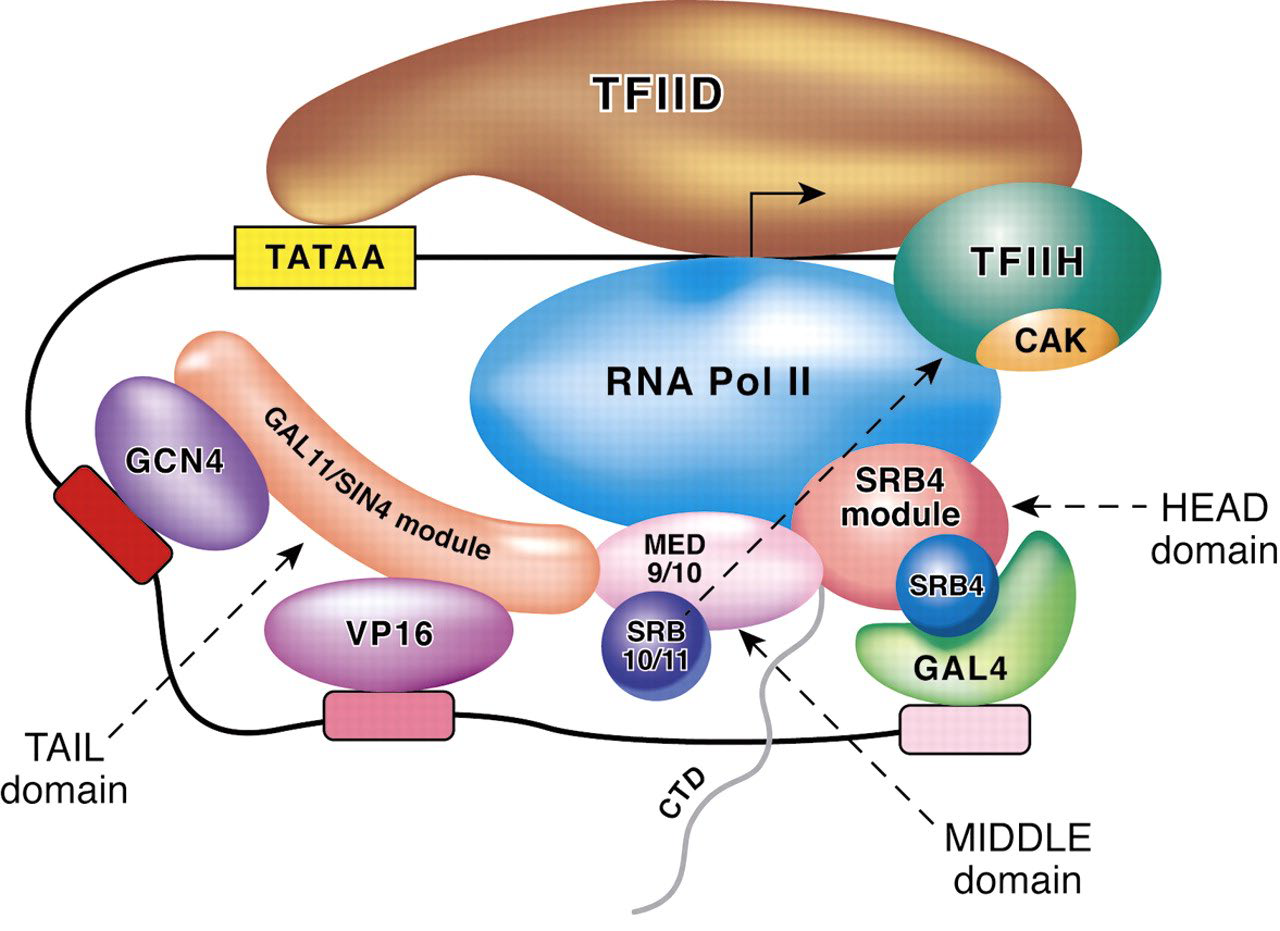 TFIID
TATAA
TFIIH
CAK
RNA Pol II
GCN4
GAL11/SIN4 module
SRB4
module
HEAD
domain
MED
9/10
SRB4
VP16
SRB
10/11
GAL4
TAIL
domain
CTD
MIDDLE
domain